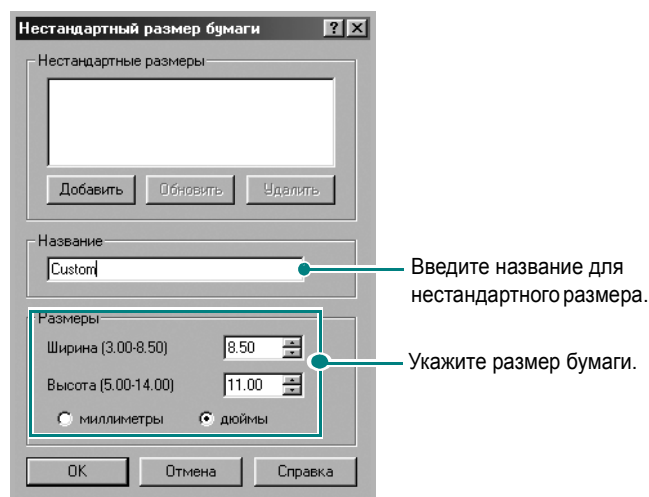 Нестандартный размер бумаги
Нестандартные размеры
Добавить Обновить Удалить
Название
Custom
Введите название для
нестандартного размера.
Размеры
Ширина (3.00-8.50) 8.50
Укажите размер бумаги.
Высота (5.00-14.00) 11.00
миллиметры дюймы
OK Отмена Справка